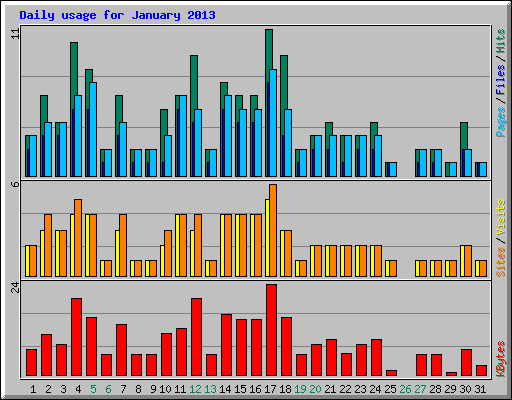 Daily usage for January 2013
11
Pages / Files / Hits
6
Sites / Visits
24
KBytes
1 2 3 4 5 6 7 8 9 10 11 12 13 14 15 16 17 18 19 20 21 22 23 24 25 26 27 28 29 30 31